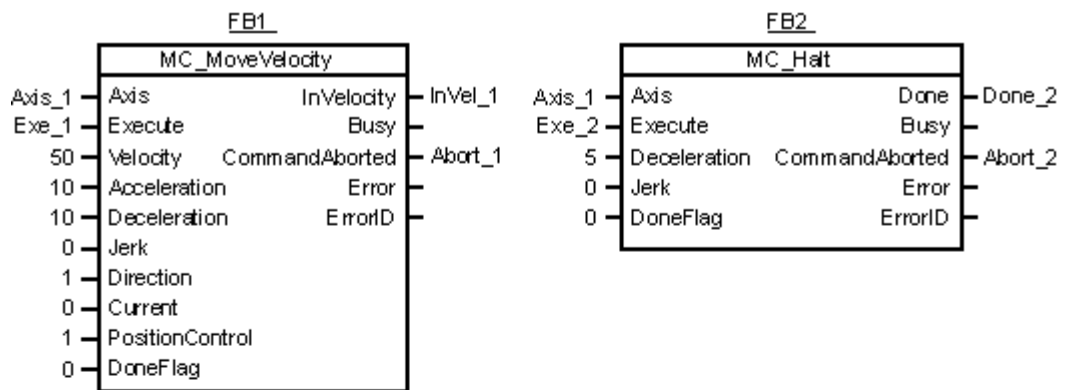 FB1
MC_MoveVelocity
Axis_1 Axis InVelocity InVel_1
Exe_1 Execute Busy
50 Velocity CommandAborted Abort_1
10 Acceleration Error
10 Deceleration ErrorID
0 Jerk
1 Direction
0 Current
1 PositionControl
0 DoneFlag
FB2
MC_Halt
Axis_1 Axis Done Done_2
Exe_2 Execute Busy
5 Deceleration CommandAborted Abort_2
0 Jerk Error
0 DoneFlag ErrorID